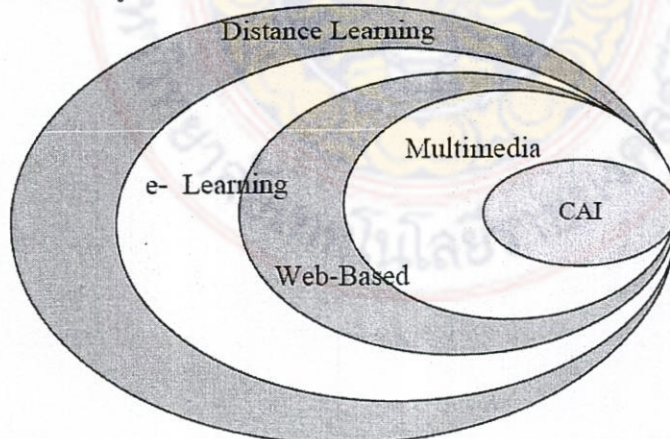 Distance Learning
Multimedia
e- Learning
CAI
Web-Based